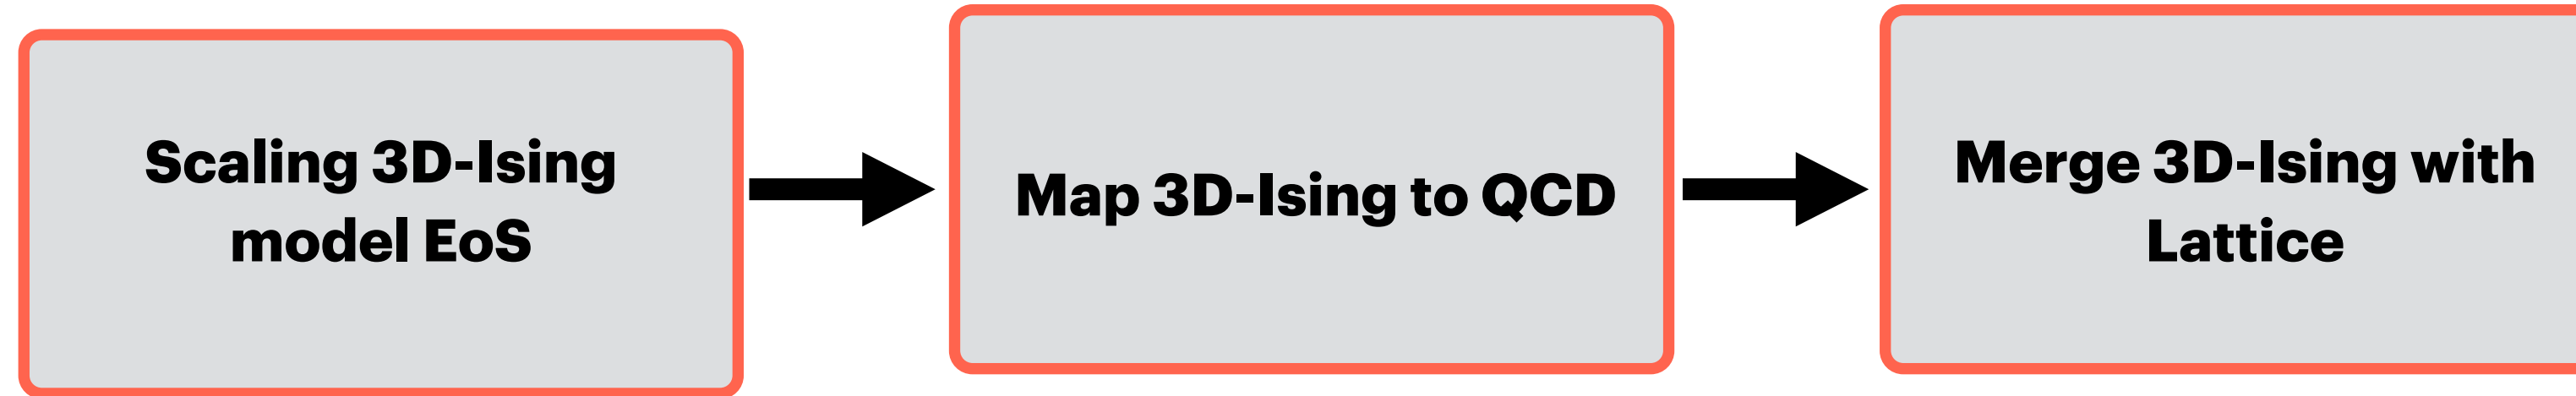 Scaling 3D-Ising
model EoS
Map 3D-Ising to QCD
Merge 3D-Ising with
Lattice